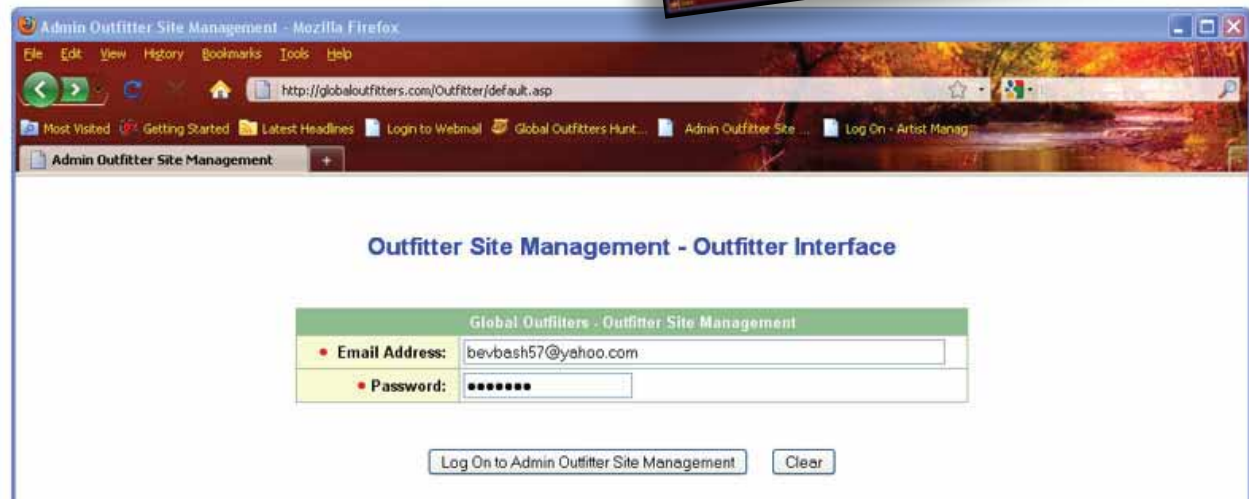 Admin Outfitter Site Management - Mozilla Firefox
File Edit View History Bookmarks Tools Help
http://globaloutfitters.com/Outfitter/default.asp
Most Visited Getting Started Latest Headlines Login to Webmail Global Outfitters Hunt... Admin Outfitter Site ... Log On - Artist Manag
Admin Outfitter Site Management +
Outfitter Site Management - Outfitter Interface
Global Outfitters - Outfitter Site Management
• Email Address: bevbash57@yahoo.com
• Password: •••••••
Log On to Admin Outfitter Site Management Clear